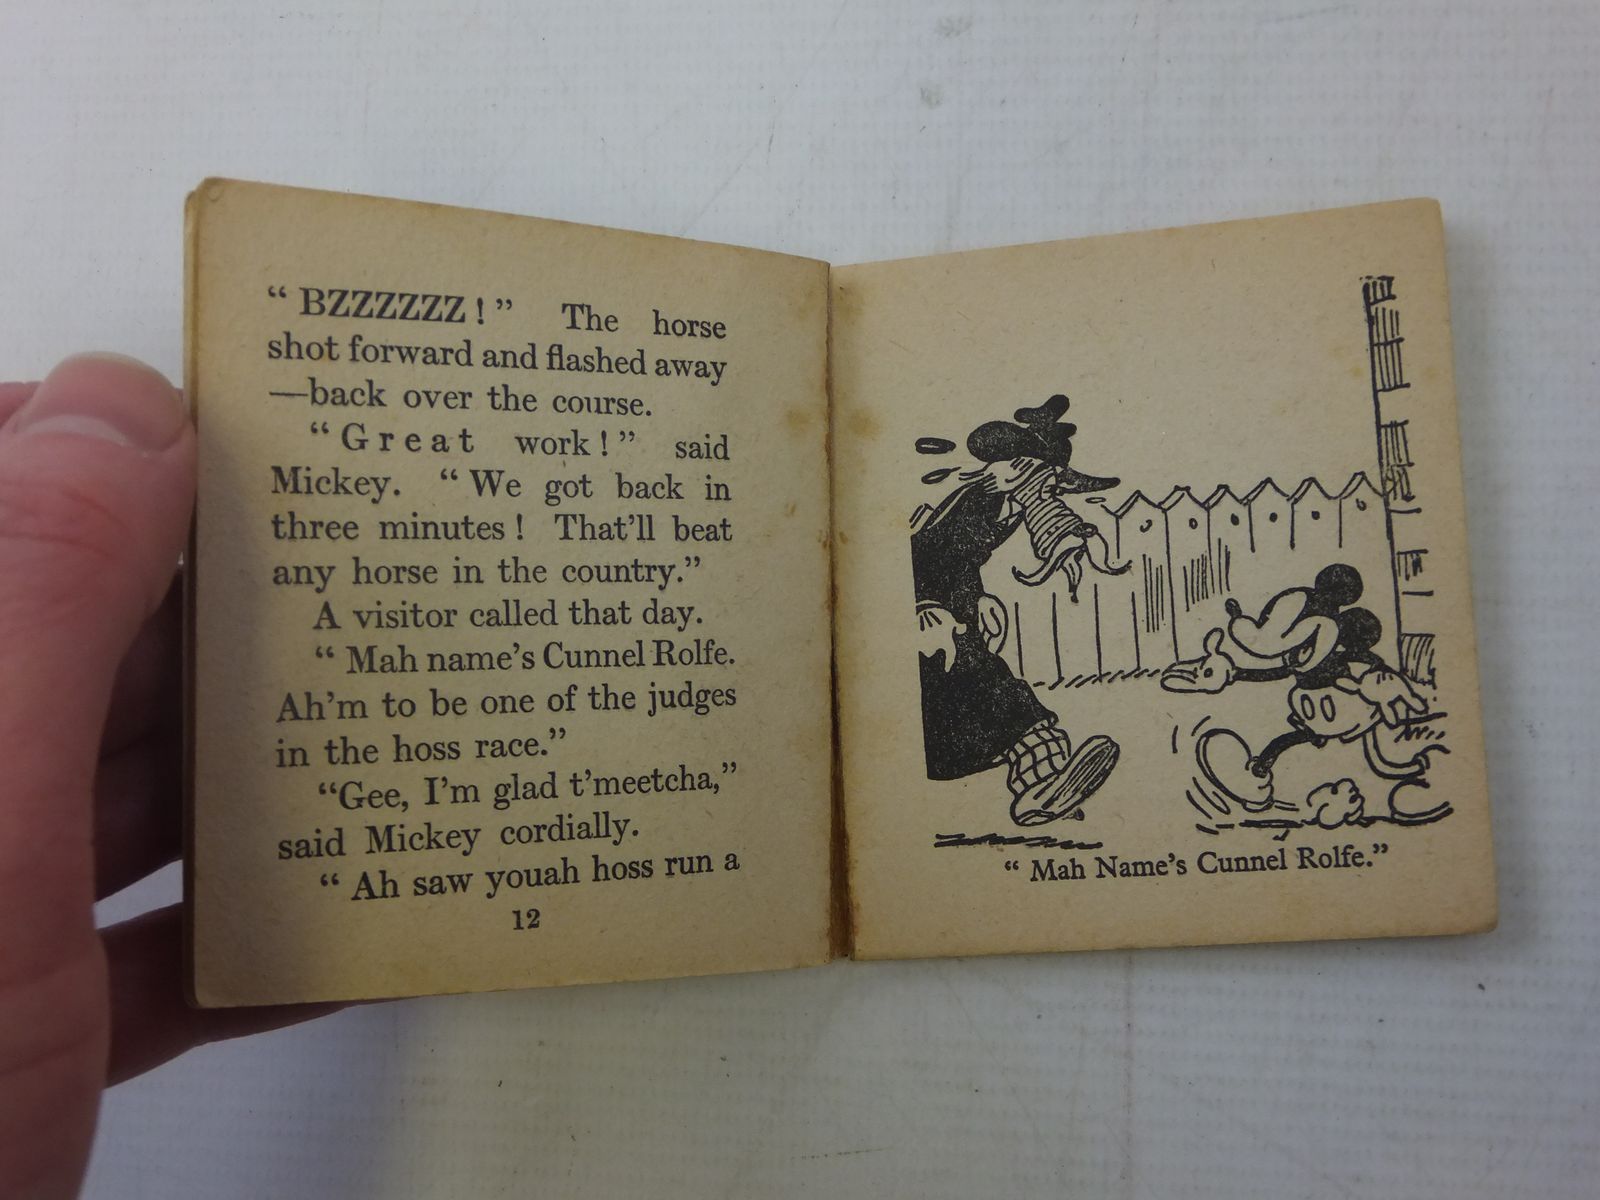 “ BZZZZZZ ! ” The horse
shot forward and flashed away
—back over the course.
“ Great work ! ” said
Mickey. “ We got back in
three minutes ! That’ll beat
any horse in the country.”
A visitor called that day.
“ Mah name’s Cunnel Rolfe.
Ah’m to be one of the judges
in the hoss race.”
“Gee, I’m glad t’meetcha,”
said Mickey cordially.
“ Ah saw youah hoss run a
12
“ Mah Name’s Cunnel Rolfe.”